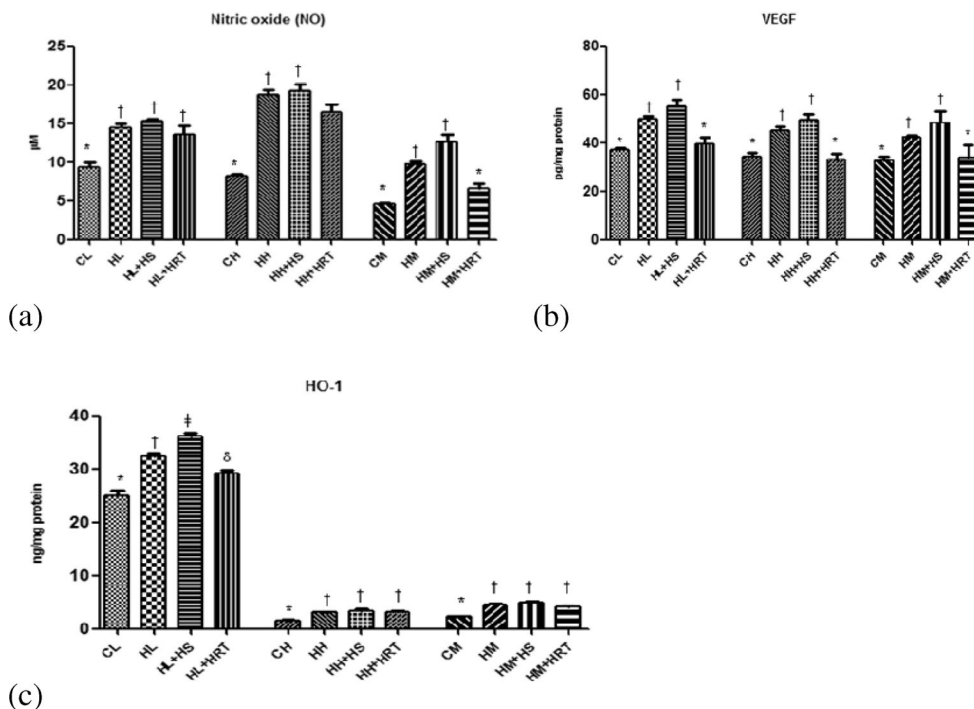 Nitric oxide (NO)
µM
25
20
15
10
5
0
* † † †
* † † 
* † † *
CL HL HL+HS HL+HRT CH HH HH+HS HH+HRT CM HM HM+HS HM+HRT
(a)
VEGF
pg/mg protein
80
60
40
20
0
* † † *
* † † *
* † † *
CL HL HL+HS HL+HRT CH HH HH+HS HH+HRT CM HM HM+HS HM+HRT
(b)
HO-1
ng/mg protein
40
30
20
10
0
* † ‡ δ
* † † †
* † † †
CL HL HL+HS HL+HRT CH HH HH+HS HH+HRT CM HM HM+HS HM+HRT
(c)